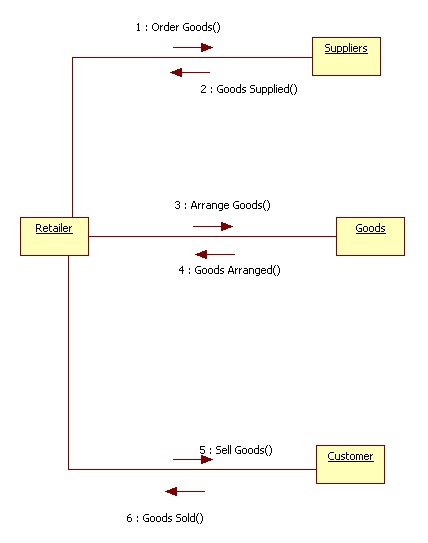 1 : Order Goods()
Suppliers
2 : Goods Supplied()
3 : Arrange Goods()
Retailer
Goods
4 : Goods Arranged()
5 : Sell Goods()
Customer
6 : Goods Sold()